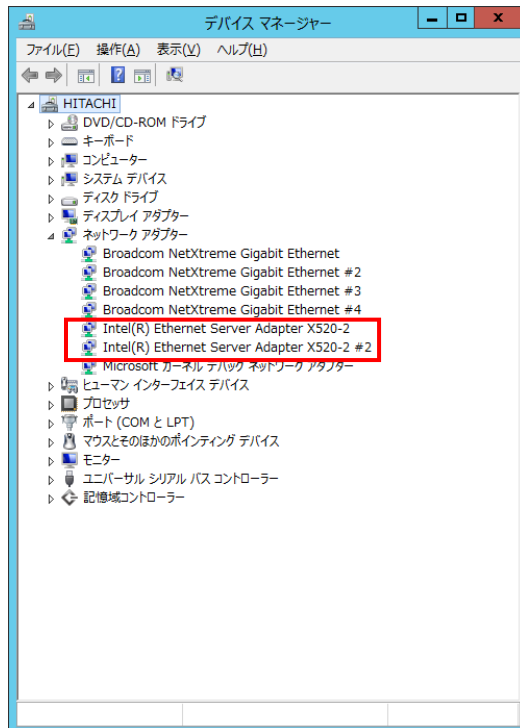 デバイス マネージャー
ファイル(F) 操作(A) 表示(V) ヘルプ(H)
HITACHI
DVD/CD-ROM ドライブ
キーボード
コンピューター
システム デバイス
ディスク ドライブ
ディスプレイ アダプター
ネットワーク アダプター
Broadcom NetXtreme Gigabit Ethernet
Broadcom NetXtreme Gigabit Ethernet #2
Broadcom NetXtreme Gigabit Ethernet #3
Broadcom NetXtreme Gigabit Ethernet #4
Intel(R) Ethernet Server Adapter X520-2
Intel(R) Ethernet Server Adapter X520-2 #2
Microsoft カーネル デバッグ ネットワーク アダプター
ヒューマン インターフェイス デバイス
プロセッサ
ポート (COM と LPT)
マウスとそのほかのポインティング デバイス
モニター
ユニバーサル シリアル バス コントローラー
記憶域コントローラー